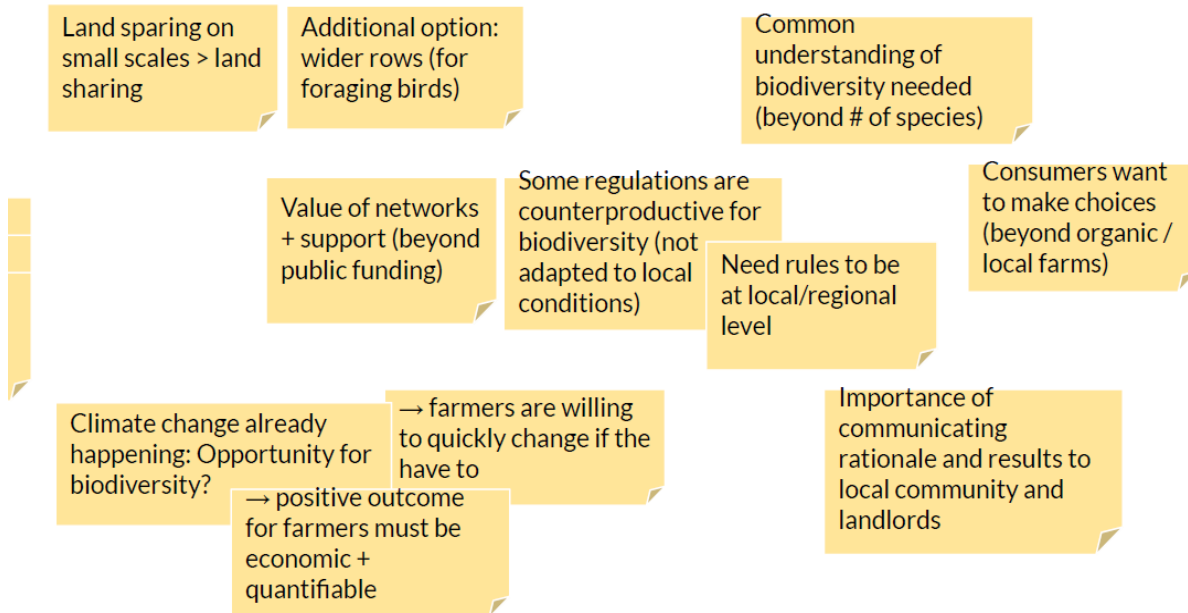 Land sparing on
small scales > land
sharing
Additional option:
wider rows (for
foraging birds)
Common
understanding of
biodiversity needed
(beyond # of species)
Value of networks
+ support (beyond
public funding)
Some regulations are
counterproductive for
biodiversity (not
adapted to local
conditions)
Need rules to be
at local/regional
level
Consumers want
to make choices
(beyond organic /
local farms)
Climate change already
happening: Opportunity for
biodiversity?
→ farmers are willing
to quickly change if the
have to
→ positive outcome
for farmers must be
economic +
quantifiable
Importance of
communicating
rationale and results to
local community and
landlords